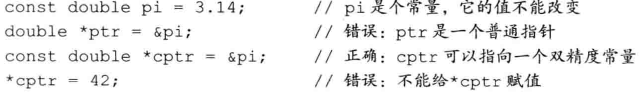 const double pi = 3.14; // pi是个常量，它的值不能改变
double *ptr = &pi; // 错误：ptr是一个普通指针
const double *cptr = &pi; // 正确：cptr可以指向一个双精度常量
*cptr = 42; // 错误：不能给*cptr赋值